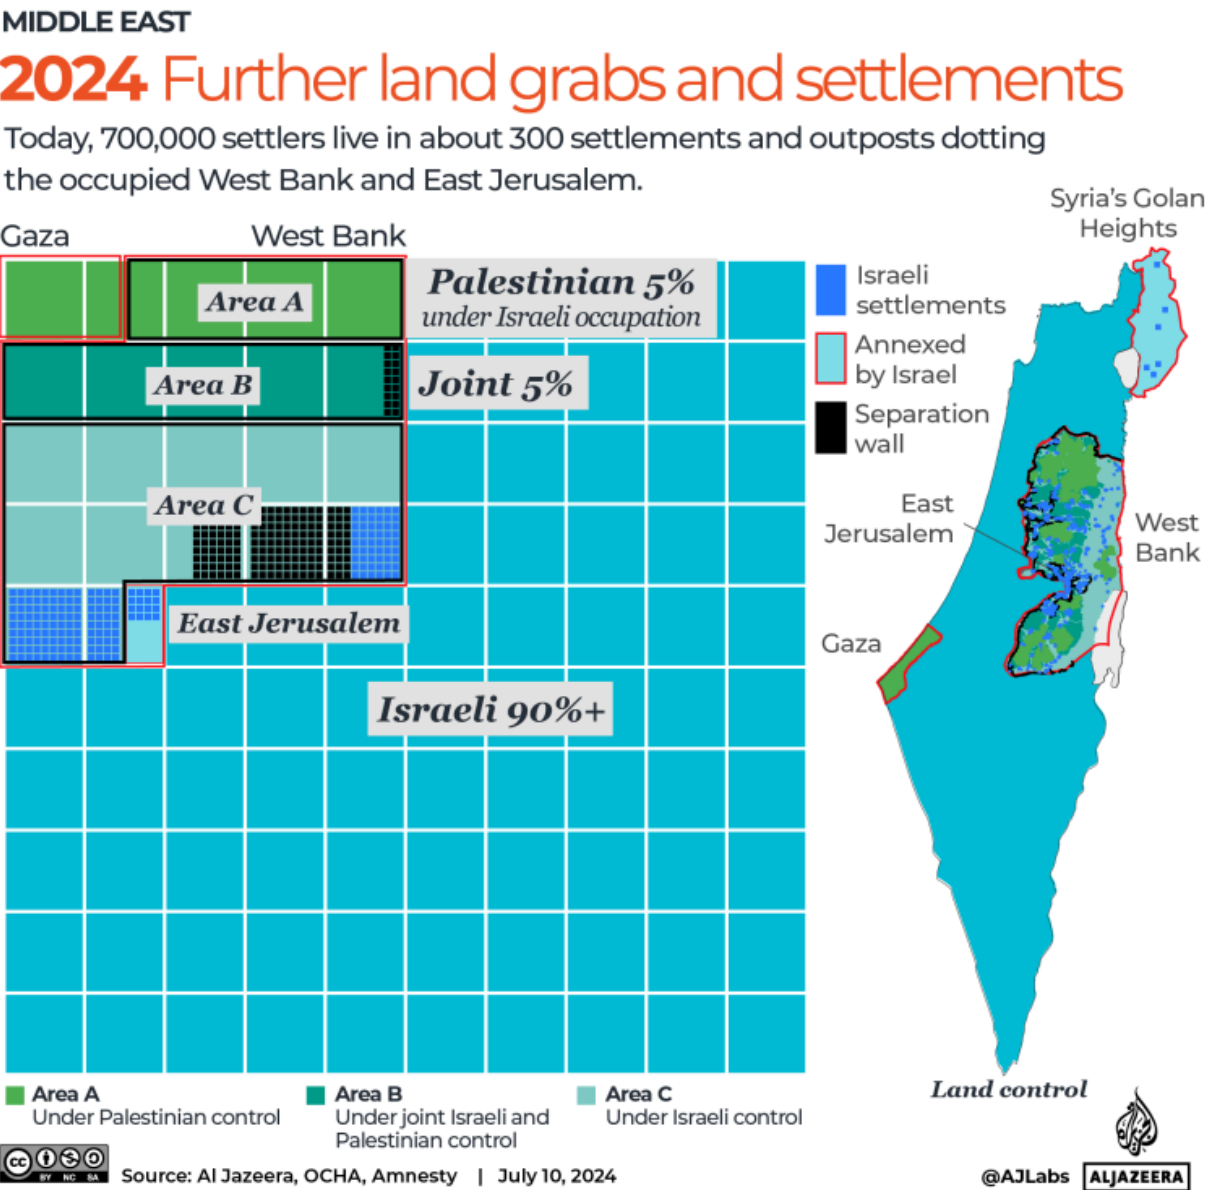 MIDDLE EAST
2024 Further land grabs and settlements
Today, 700,000 settlers live in about 300 settlements and outposts dotting
the occupied West Bank and East Jerusalem.
Gaza
West Bank
Area A
Palestinian 5%
under Israeli occupation
Area B
Joint 5%
Area C
East Jerusalem
Israeli 90%+
Israeli
settlements
Annexed
by Israel
Separation
wall
Syria's Golan
Heights
East
Jerusalem
West
Bank
Gaza
Land control
Area A
Under Palestinian control
Area B
Under joint Israeli and
Palestinian control
Area C
Under Israeli control
cc BY NC SA
Source: Al Jazeera, OCHA, Amnesty | July 10, 2024
@AJLabs ALJAZEERA